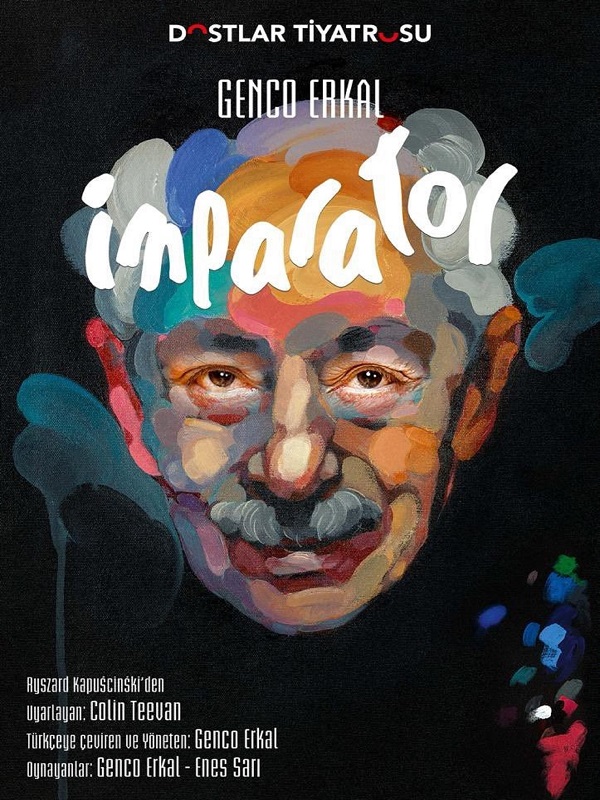 DOSTLAR TİYATROSU
GENCO ERKAL
imparator
Ryszard Kapuścinśki'den
Uyarlayan: Colin Teevan
Türkçeye çeviren ve Yöneten: Genco Erkal
Oynayanlar: Genco Erkal - Enes Sarı